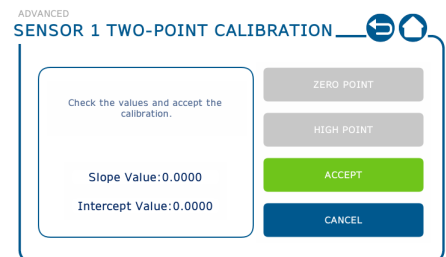 ADVANCED
SENSOR 1 TWO-POINT CALIBRATION
Check the values and accept the
calibration.
Slope Value:0.0000
Intercept Value:0.0000
ZERO POINT
HIGH POINT
ACCEPT
CANCEL